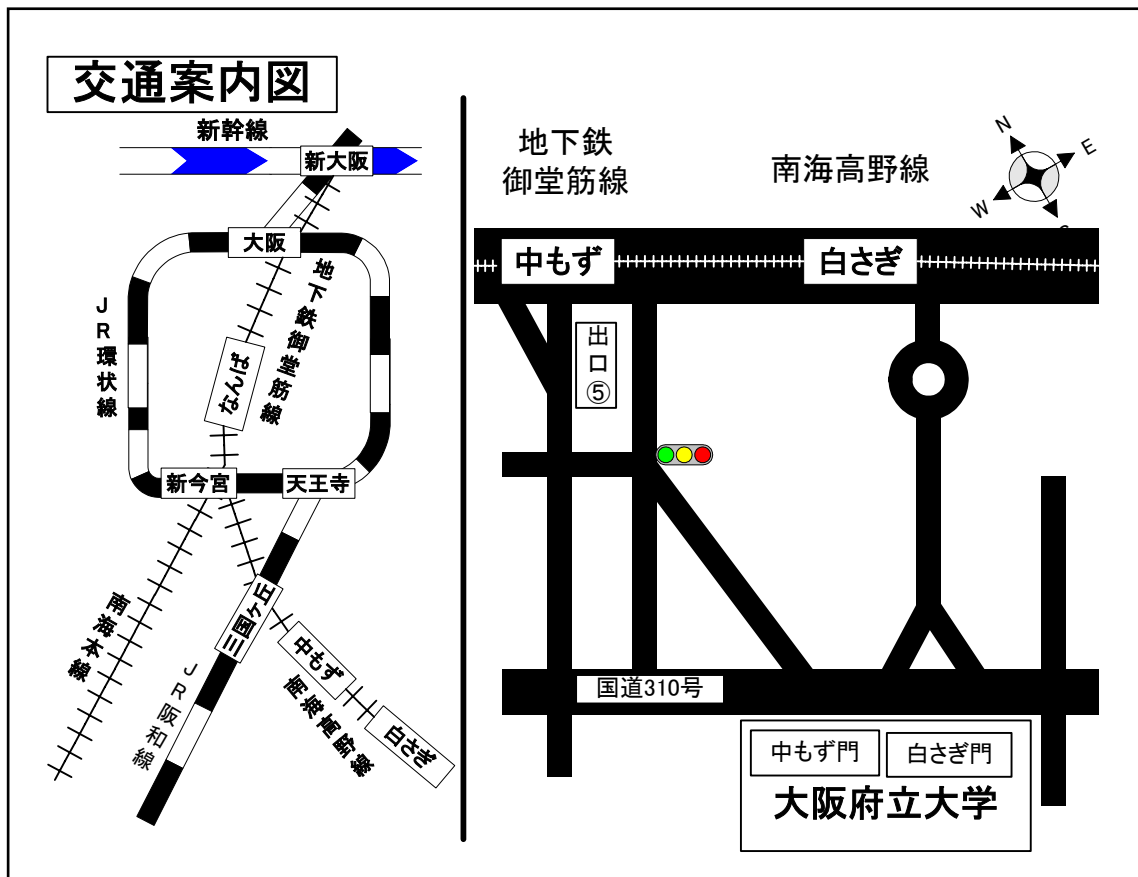 交通案内図
新幹線
新大阪
大阪
地下鉄御堂筋線
JR環状線
なんば
新今宮
天王寺
三国ヶ丘
南海本線
JR阪和線
中もず
南海高野線
白さぎ
地下鉄
御堂筋線
南海高野線
N
E
W
中もず
白さぎ
出口⑤
国道310号
中もず門
白さぎ門
大阪府立大学